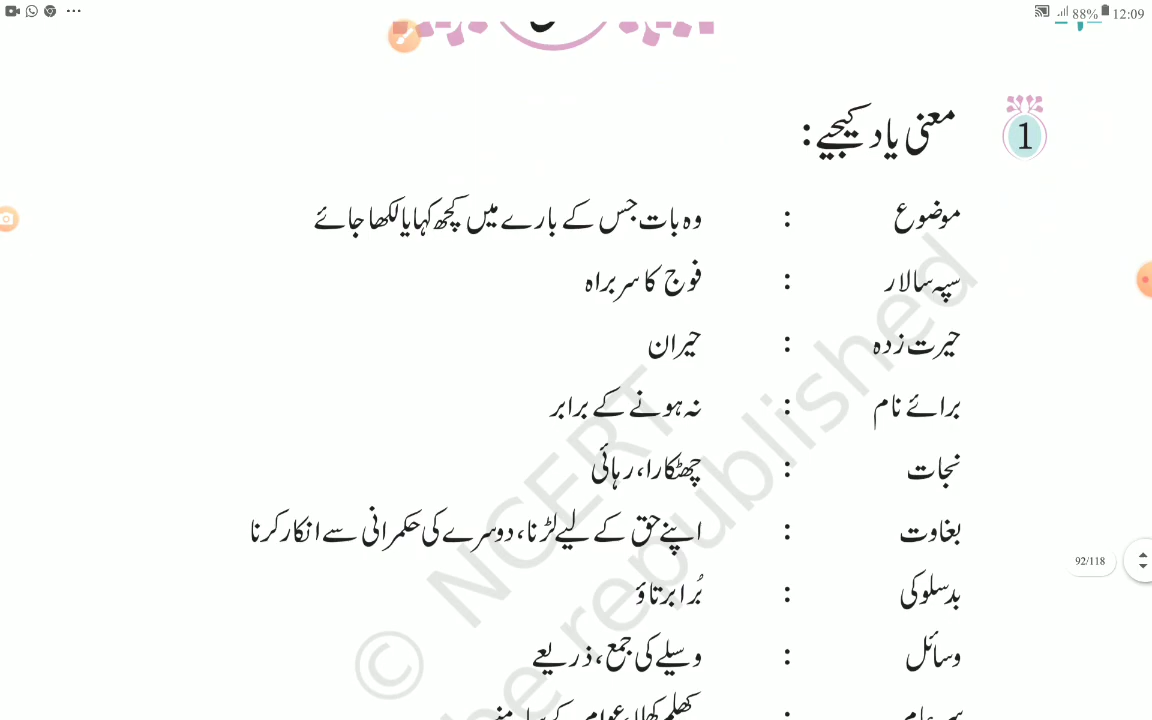 88% 12:09
1 معنی یاد کیجیے:
موضوع : وہ بات جس کے بارے میں کچھ کہا یا لکھا جائے
سپہ سالار : فوج کا سربراہ
حیرت زدہ : حیران
برائے نام : نہ ہونے کے برابر
نجات : چھٹکارا، رہائی
بغاوت : اپنے حق کے لیے لڑنا، دوسرے کی حکمرانی سے انکار کرنا
92/118
بدسلوکی : بُرا برتاؤ
وسائل : وسیلے کی جمع، ذریعے
© NCERT
be republished